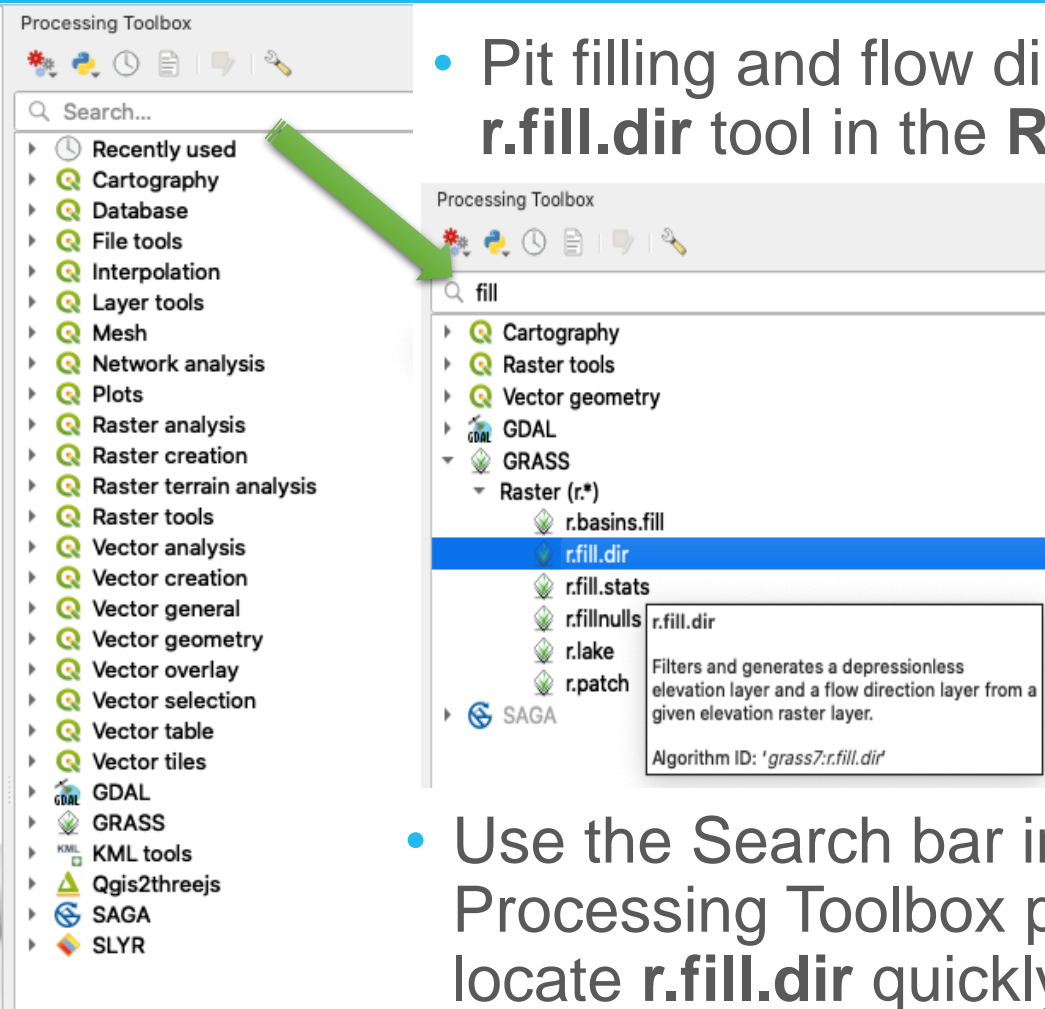 Processing Toolbox
Search...
Recently used
Cartography
Database
File tools
Interpolation
Layer tools
Mesh
Network analysis
Plots
Raster analysis
Raster creation
Raster terrain analysis
Raster tools
Vector analysis
Vector creation
Vector general
Vector geometry
Vector overlay
Vector selection
Vector table
Vector tiles
GDAL GDAL
GRASS
KML KML tools
Qgis2threejs
SAGA
SLYR
• Pit filling and flow di
r.fill.dir tool in the R
Processing Toolbox
fill
Cartography
Raster tools
Vector geometry
GDAL GDAL
GRASS
Raster (r.*)
r.basins.fill
r.fill.dir
r.fill.stats
r.fillnulls
r.lake
r.patch
SAGA
r.fill.dir
Filters and generates a depressionless
elevation layer and a flow direction layer from a
given elevation raster layer.
Algorithm ID: 'grass7:r.fill.dir'
• Use the Search bar i
Processing Toolbox p
locate r.fill.dir quickly